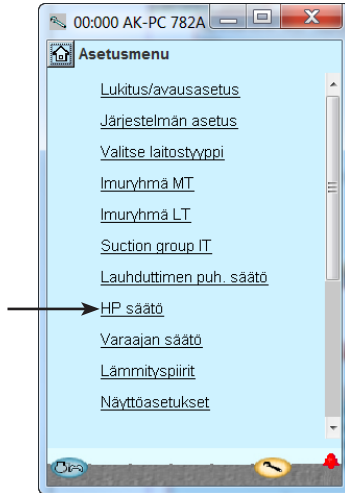 00:000 AK-PC 782A
Asetusmenu
Lukitus/avausasetus
Järjestelmän asetus
Valitse laitostyyppi
Imuryhmä MT
Imuryhmä LT
Suction group IT
Lauhduttimen puh. säätö
HP säätö
Varaajan säätö
Lämmityspiirit
Näyttöasetukset